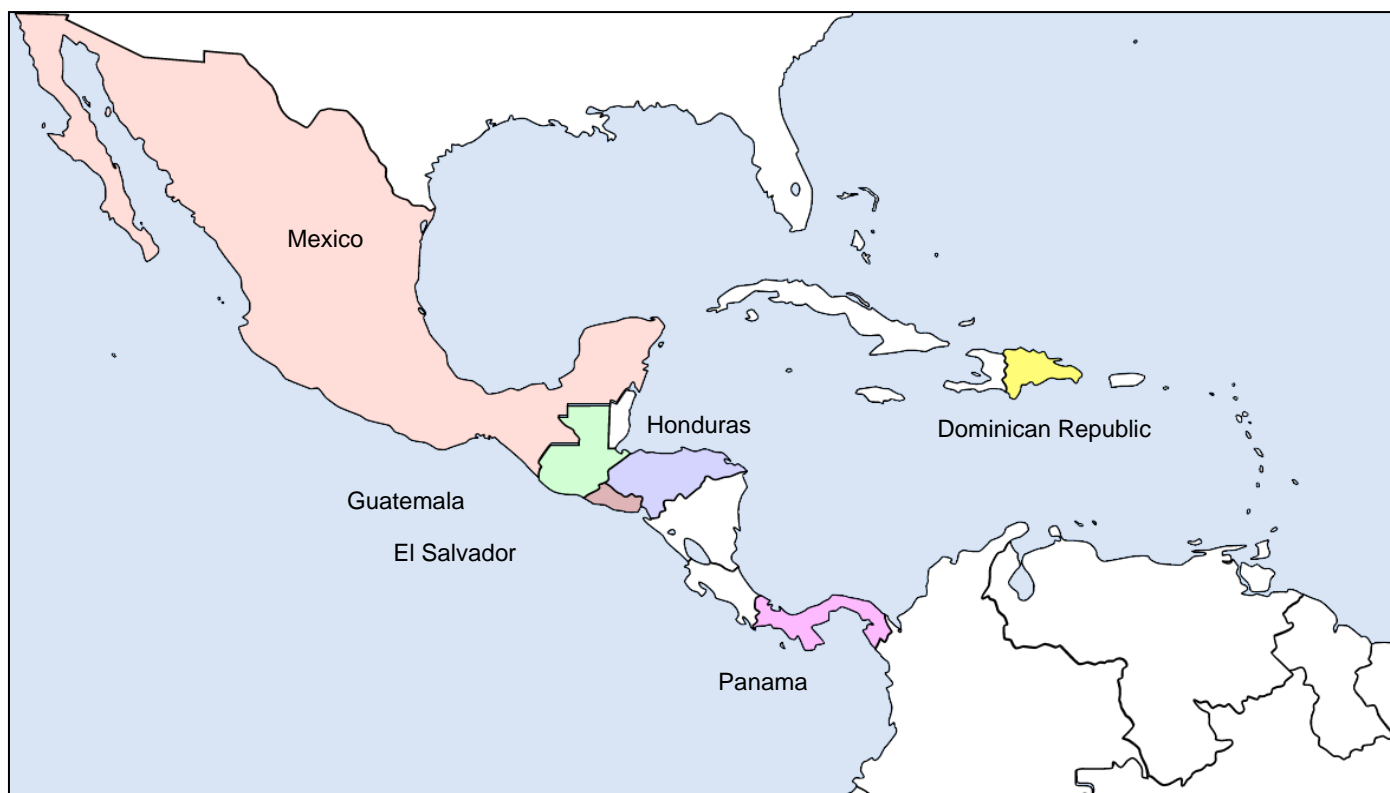 Mexico
Honduras
Dominican Republic
Guatemala
El Salvador
Panama